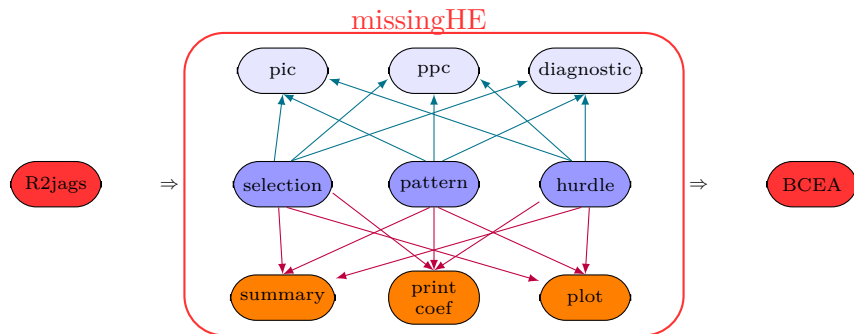 missingHE
pic
ppc
diagnostic
R2jags
⇒
selection
pattern
hurdle
⇒
BCEA
summary
print
coef
plot